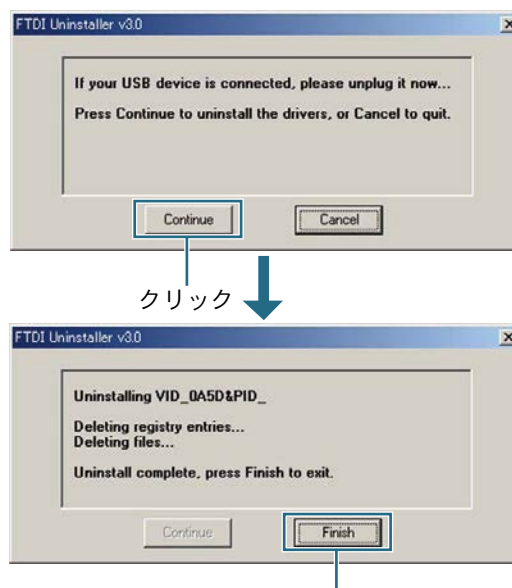 FTDI Uninstaller v3.0
If your USB device is connected, please unplug it now...
Press Continue to uninstall the drivers, or Cancel to quit.
Continue Cancel
クリック
FTDI Uninstaller v3.0
Uninstalling VID_0A5D&PID_
Deleting registry entries...
Deleting files...
Uninstall complete, press Finish to exit.
Continue Finish